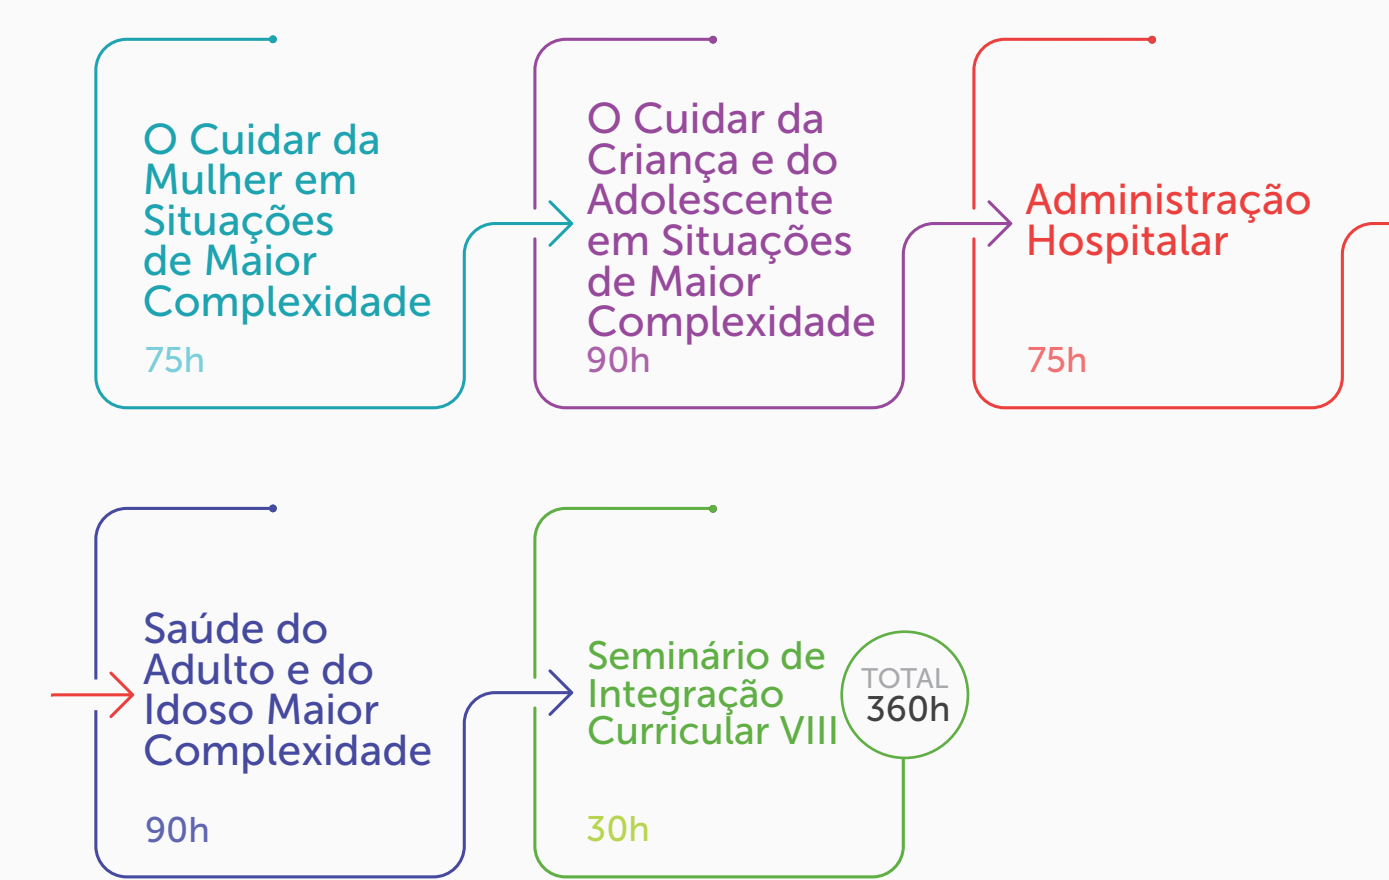 O Cuidar da
Mulher em
Situações
de Maior
Complexidade
75h
O Cuidar da
Criança e do
Adolescente
em Situações
de Maior
Complexidade
90h
Administração
Hospitalar
75h
Saúde do
Adulto e do
Idoso Maior
Complexidade
90h
Seminário de
Integração
Curricular VIII
30h
TOTAL
360h